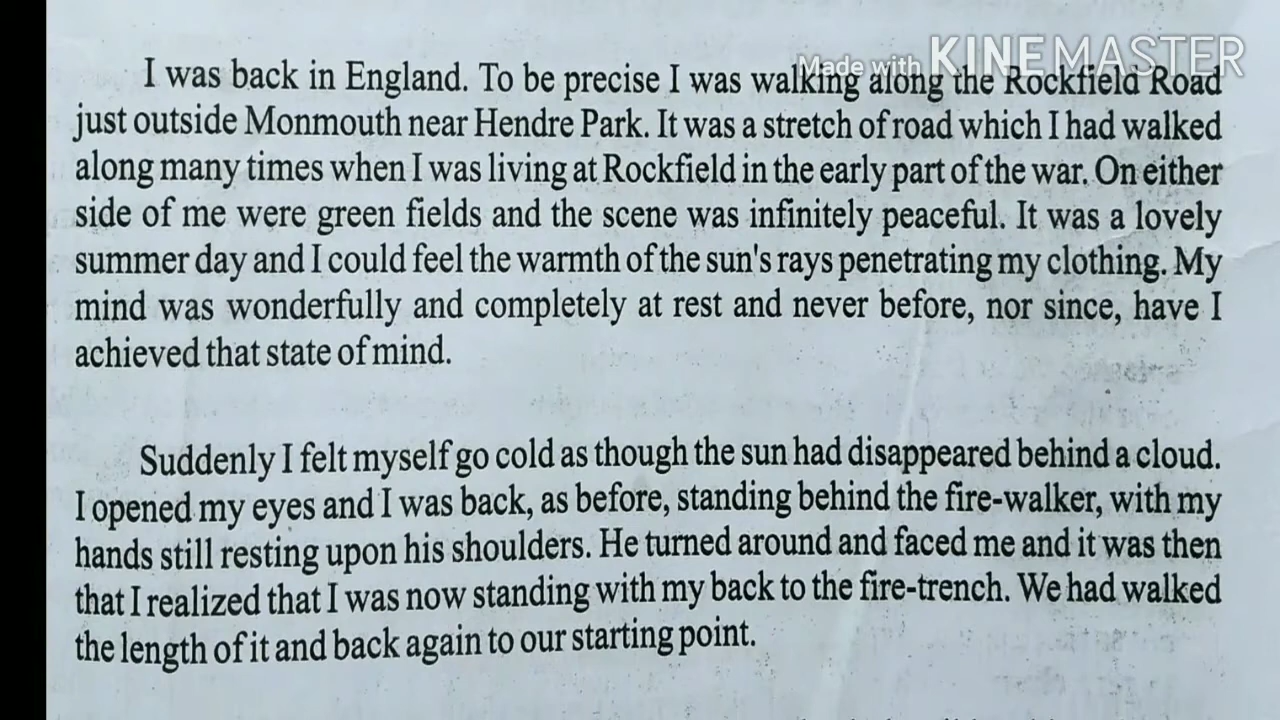 Made with KINEMASTER
I was back in England. To be precise I was walking along the Rockfield Road
just outside Monmouth near Hendre Park. It was a stretch of road which I had walked
along many times when I was living at Rockfield in the early part of the war. On either
side of me were green fields and the scene was infinitely peaceful. It was a lovely
summer day and I could feel the warmth of the sun's rays penetrating my clothing. My
mind was wonderfully and completely at rest and never before, nor since, have I
achieved that state of mind.
Suddenly I felt myself go cold as though the sun had disappeared behind a cloud.
I opened my eyes and I was back, as before, standing behind the fire-walker, with my
hands still resting upon his shoulders. He turned around and faced me and it was then
that I realized that I was now standing with my back to the fire-trench. We had walked
the length of it and back again to our starting point.